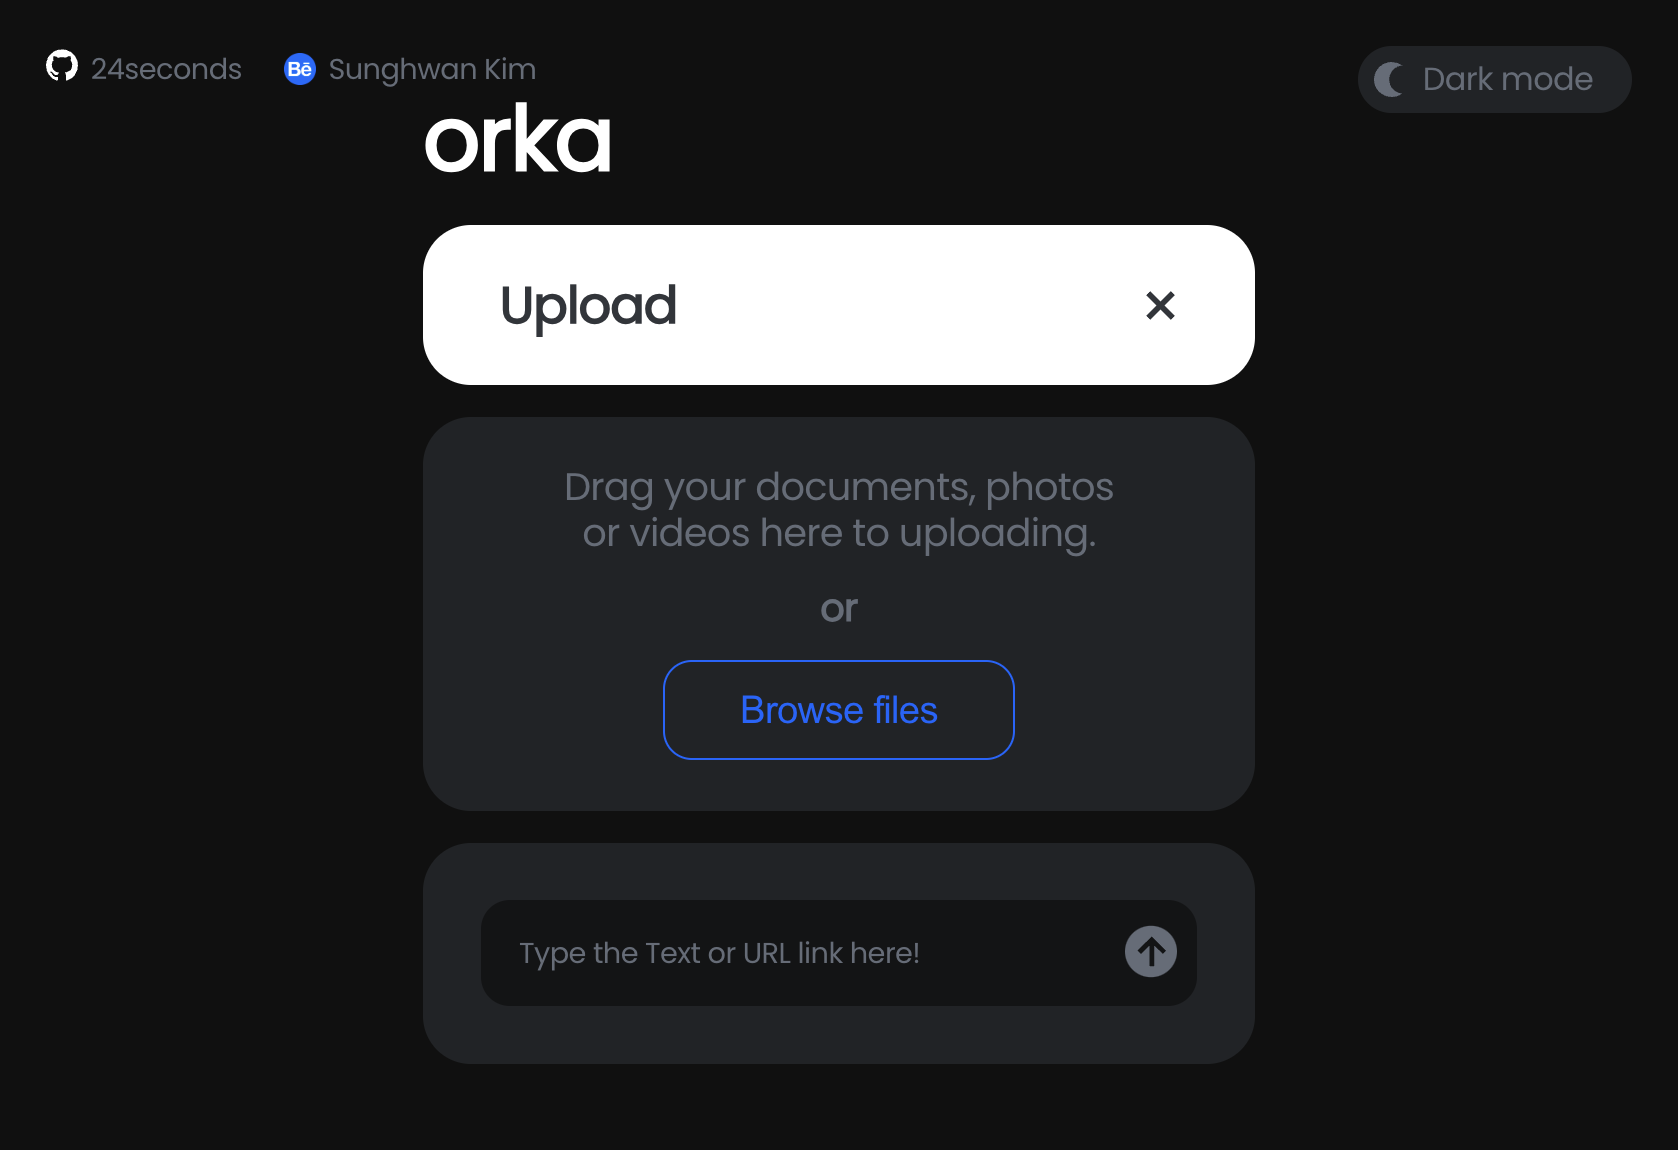 24seconds
Bē Sunghwan Kim
Dark mode
orka
Upload
Drag your documents, photos
or videos here to uploading.
or
Browse files
Type the Text or URL link here!